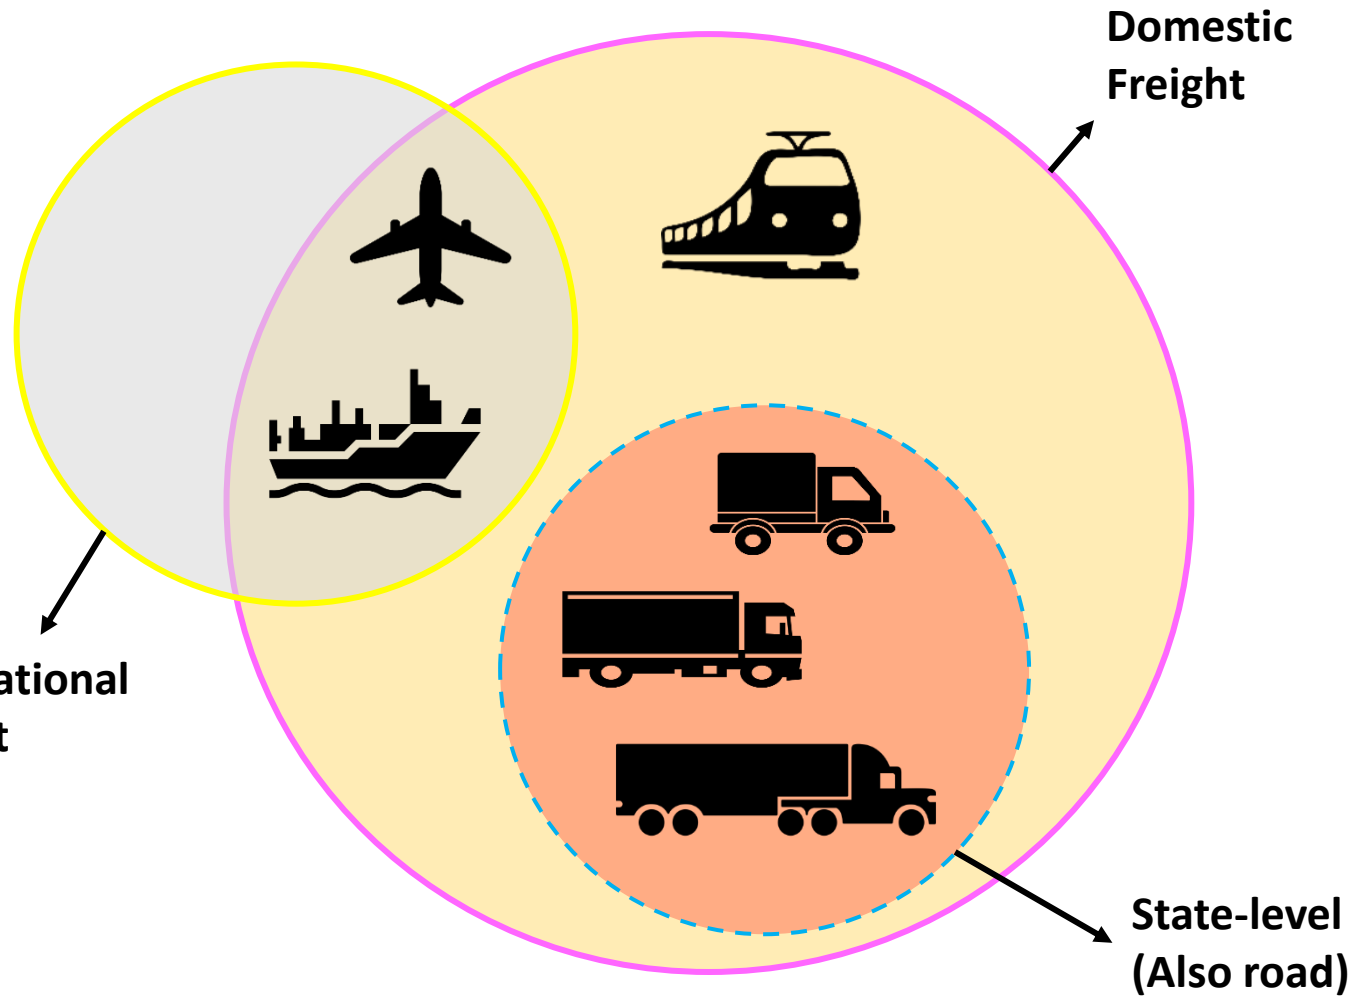 Domestic
Freight
ational
t
State-level
(Also road)